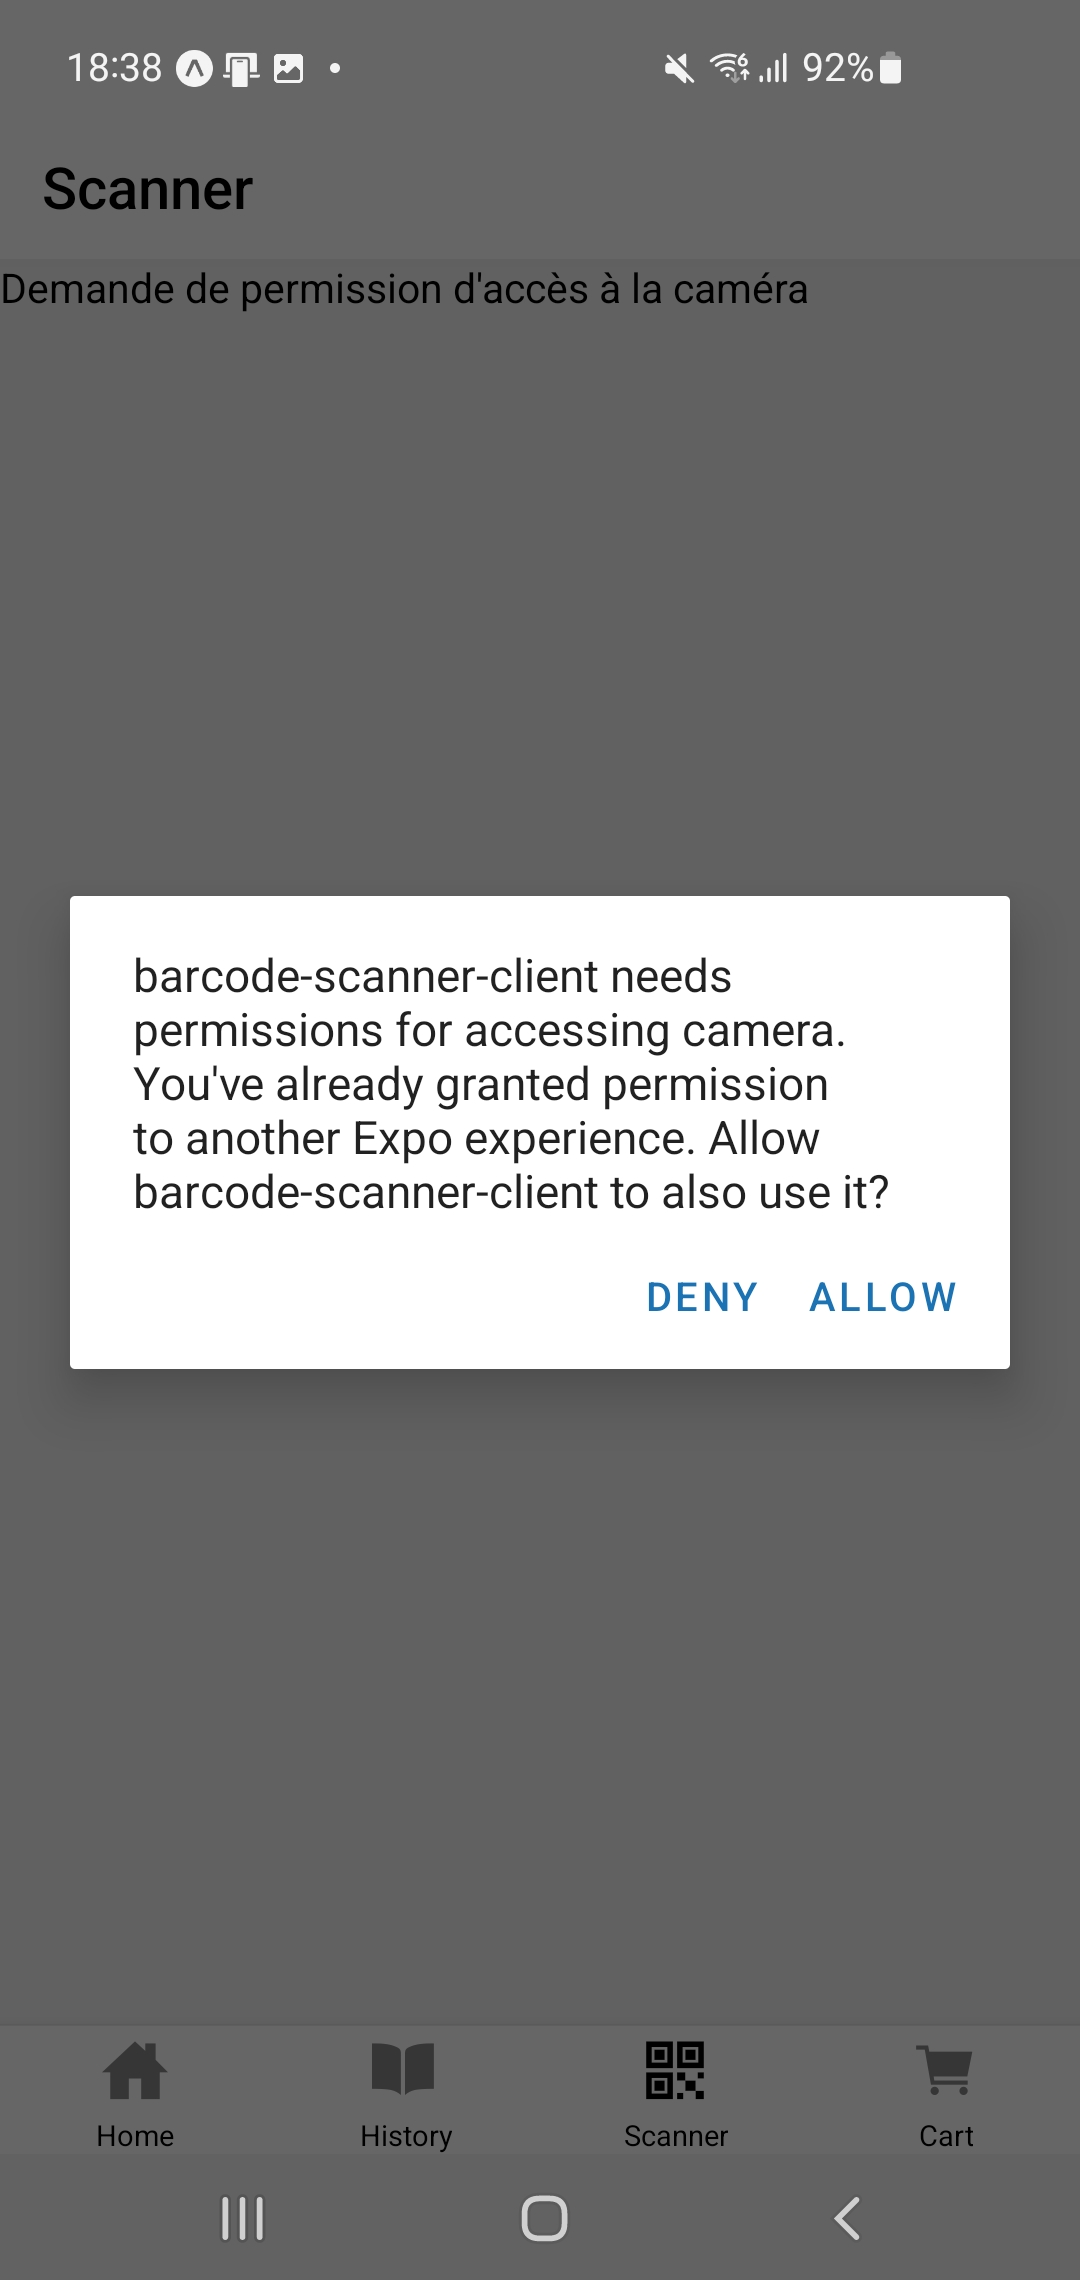 18:38
92%
Scanner
Demande de permission d'accès à la caméra
barcode-scanner-client needs
permissions for accessing camera.
You've already granted permission
to another Expo experience. Allow
barcode-scanner-client to also use it?
DENY ALLOW
Home History Scanner Cart